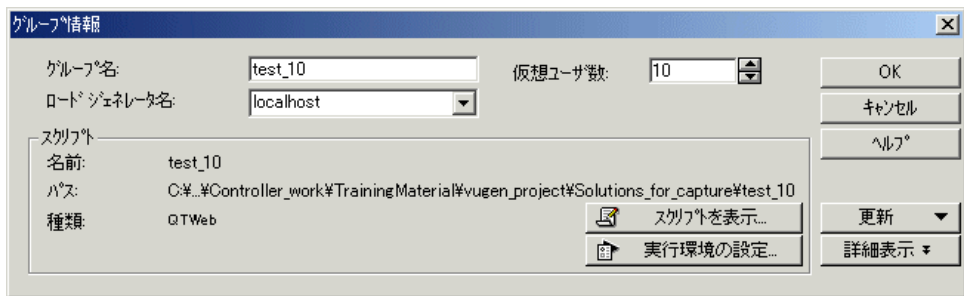 グループ情報
グループ名: test_10 仮想ユーザ数: 10 OK
ロードジェネレータ名: localhost キャンセル
スクリプト ヘルプ
名前: test_10
パス: C:¥...¥Controller_work¥TrainingMaterial¥vugen_project¥Solutions_for_capture¥test_10
種類: QTWeb スクリプトを表示... 更新
実行環境の設定... 詳細表示